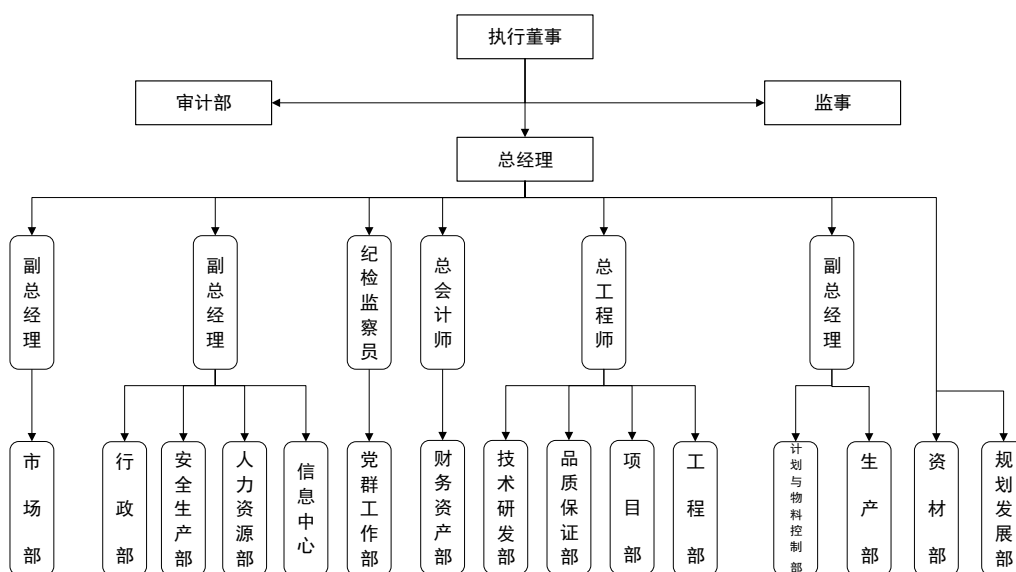 执行董事
审计部
监事
总经理
副总经理
副总经理
纪检监察员
总会计师
总工程师
副总经理
市场部
行政部
安全生产部
人力资源部
信息中心
党群工作部
财务资产部
技术研发部
品质保证部
项目部
工程部
计划与物料控制部
生产部
资材部
规划发展部